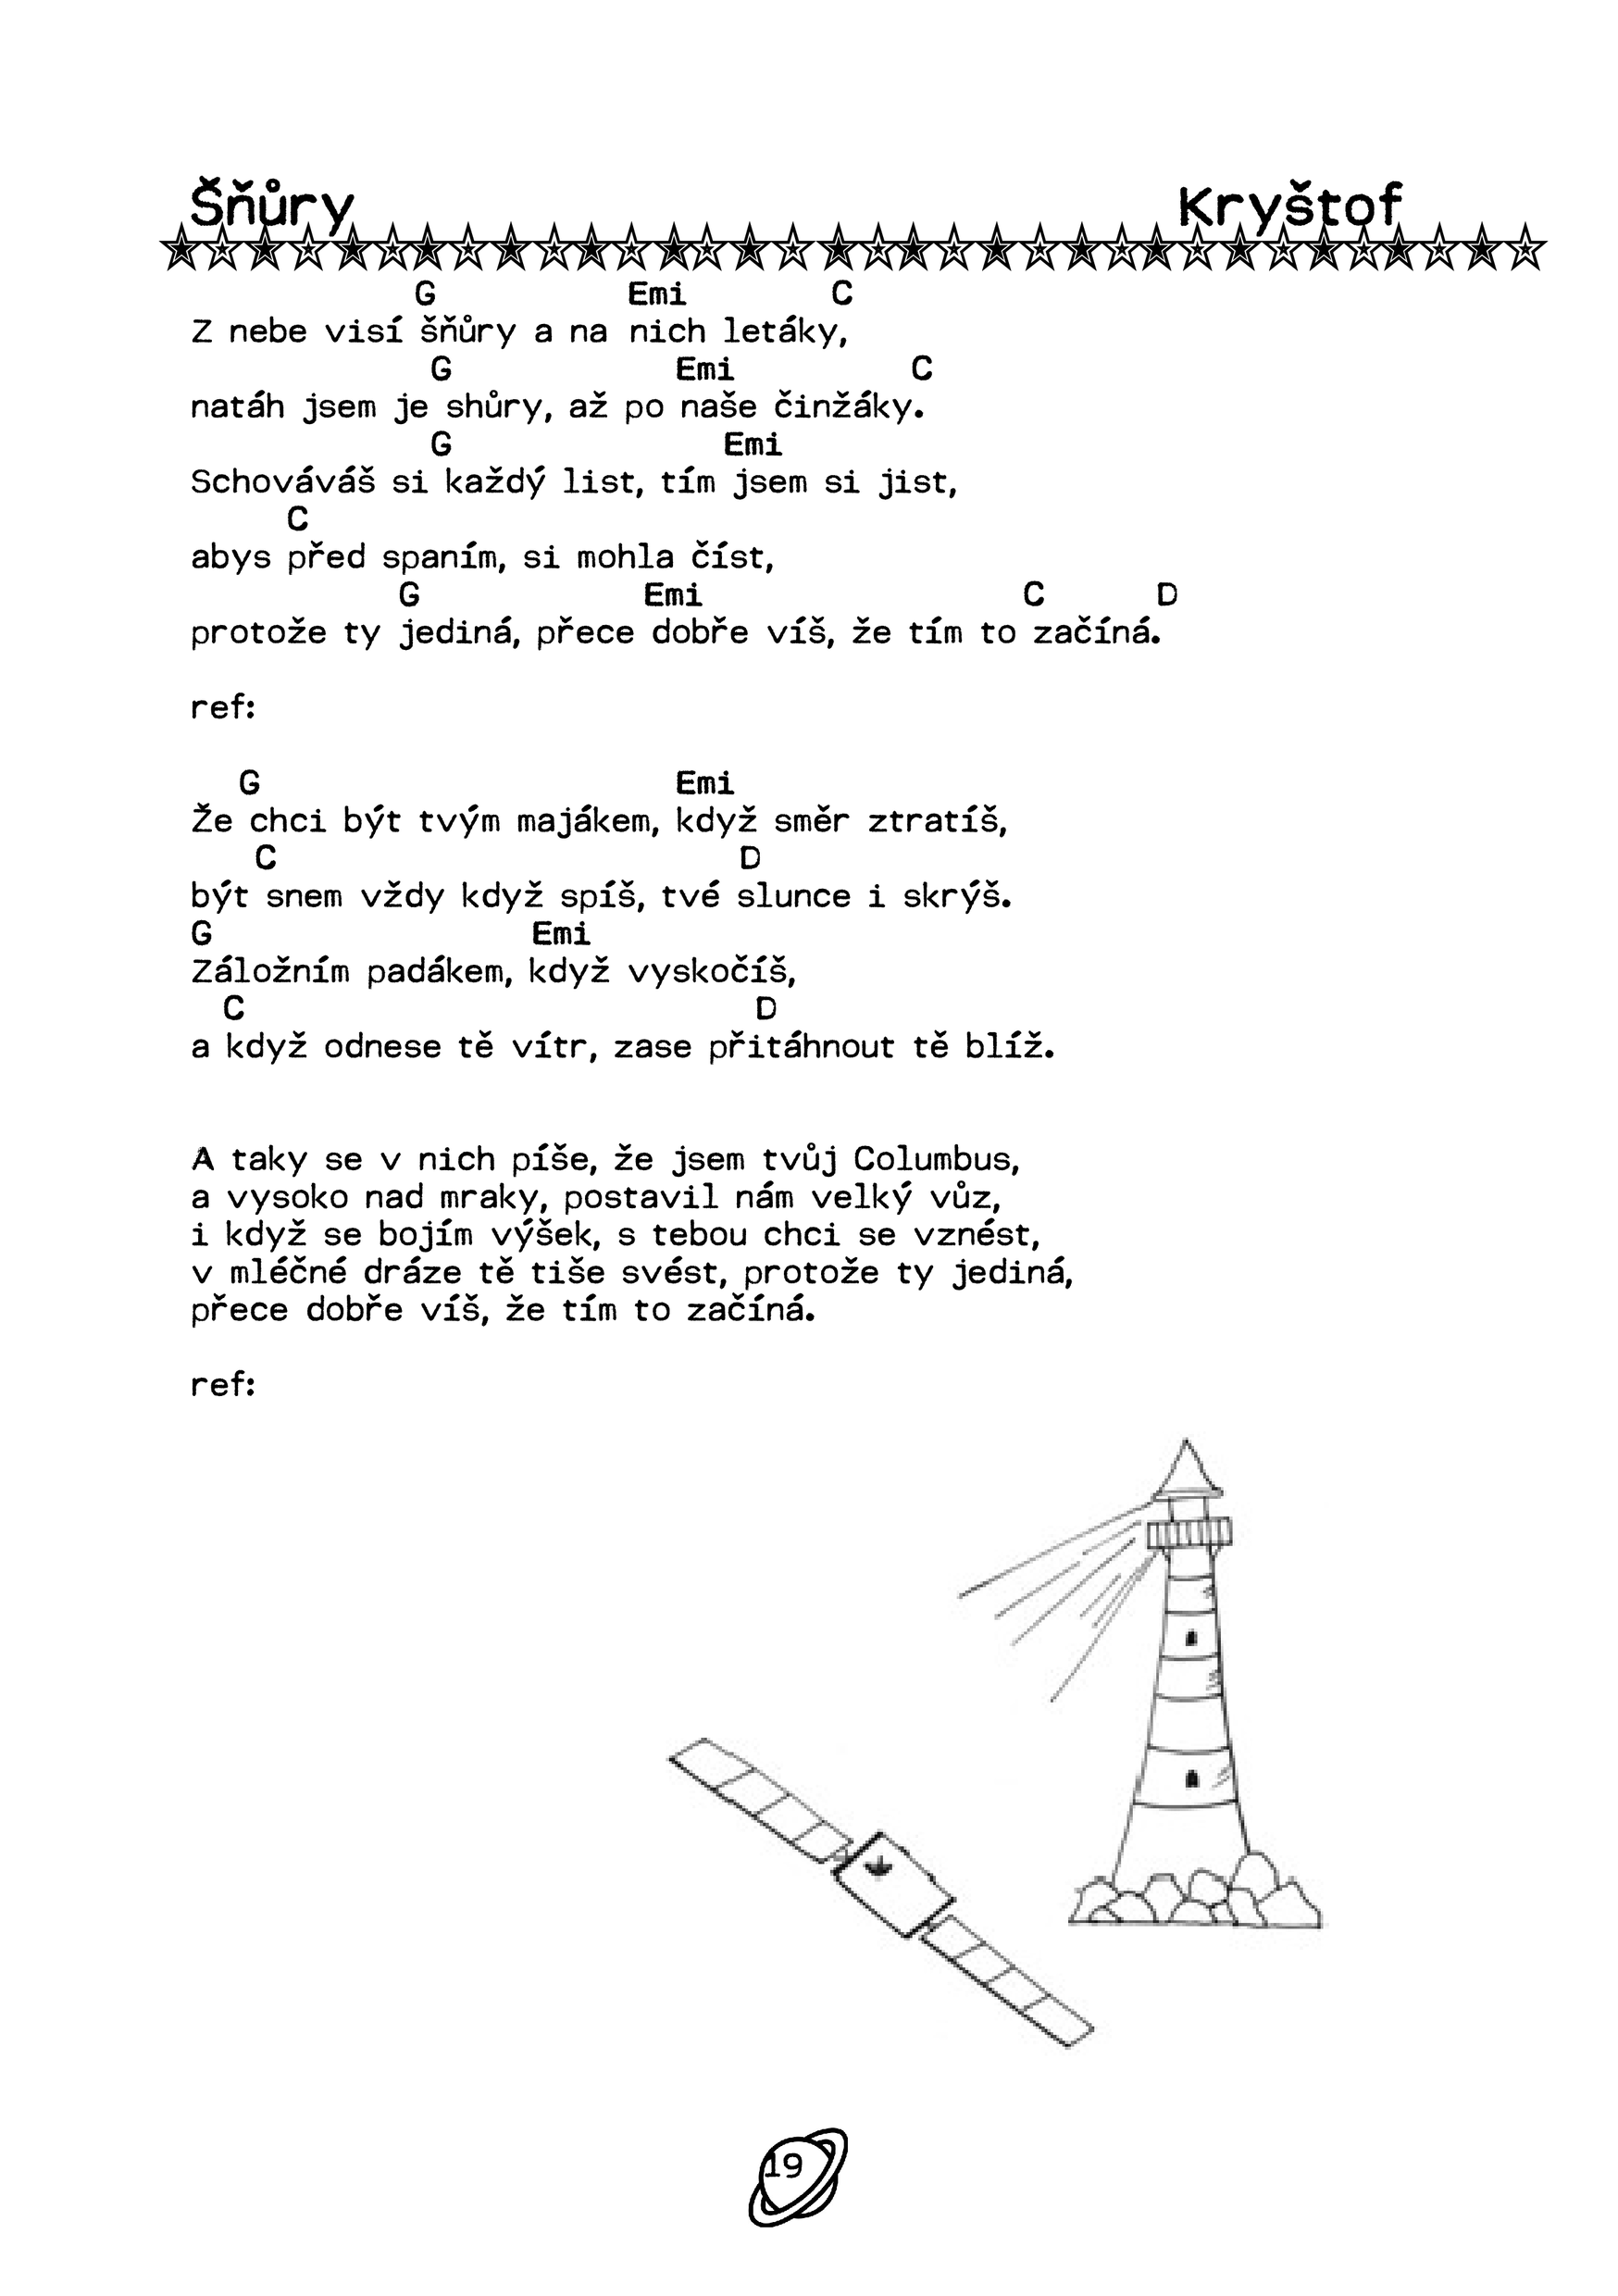 Šňůry Kryštof
G Emi C
Z nebe visí šňůry a na nich letáky,
G Emi C
natáh jsem je shůry, až po naše činžáky.
G Emi
Schováváš si každý list, tím jsem si jist,
C
abys před spaním, si mohla číst,
G Emi C D
protože ty jediná, přece dobře víš, že tím to začíná.
ref:
G Emi
Že chci být tvým majákem, když směr ztratíš,
C D
být snem vždy když spíš, tvé slunce i skrýš.
G Emi
Záložním padákem, když vyskočíš,
C D
a když odnese tě vítr, zase přitáhnout tě blíž.
A taky se v nich píše, že jsem tvůj Columbus,
a vysoko nad mraky, postavil nám velký vůz,
i když se bojím výšek, s tebou chci se vznést,
v mléčné dráze tě tiše svést, protože ty jediná,
přece dobře víš, že tím to začíná.
ref:
19